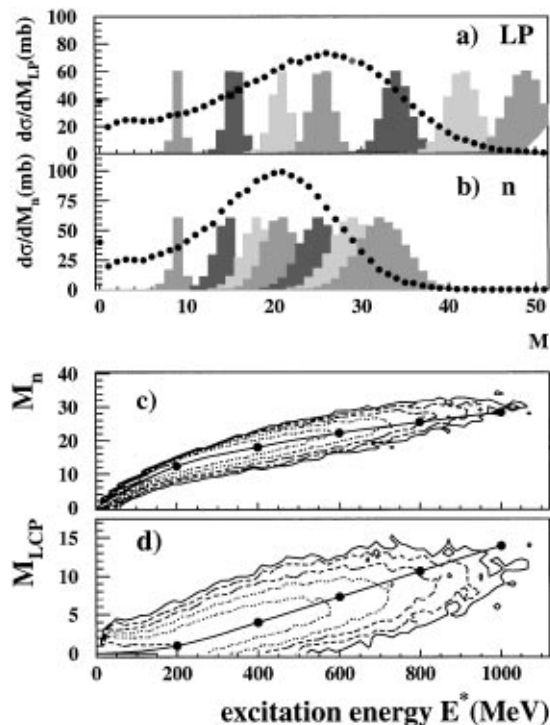 100
80
60
40
20
0
dσ/dM_LP(mb)
a) LP
100
75
50
25
0
dσ/dM_n(mb)
b) n
0 10 20 30 40 50
M
40
30
20
10
0
M_n
c)
15
10
5
0
M_LCP
d)
0 200 400 600 800 1000
excitation energy E*(MeV)